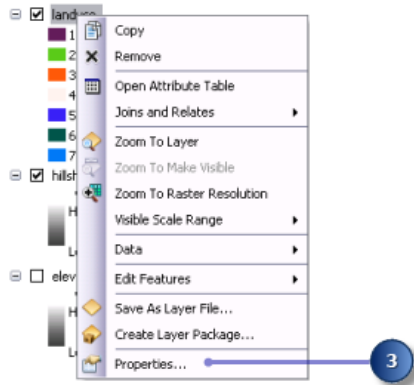 landuse
Copy
1
2
Remove
3
Open Attribute Table
4
5
Joins and Relates
6
Zoom To Layer
7
hillsh
Zoom To Make Visible
Zoom To Raster Resolution
H
Visible Scale Range
L
Data
elev
Edit Features
H
Save As Layer File...
Create Layer Package...
L
Properties...
3